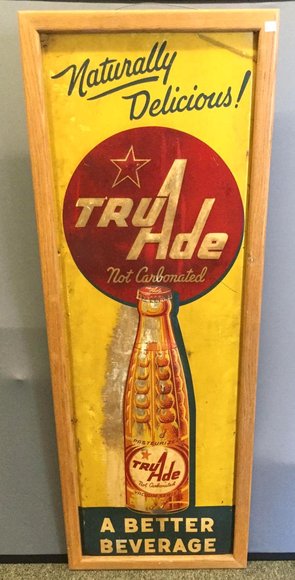 Naturally
Delicious!
TRU Ade
Not Carbonated
PASTEURIZED
TRU Ade
Not Carbonated
A BETTER
BEVERAGE